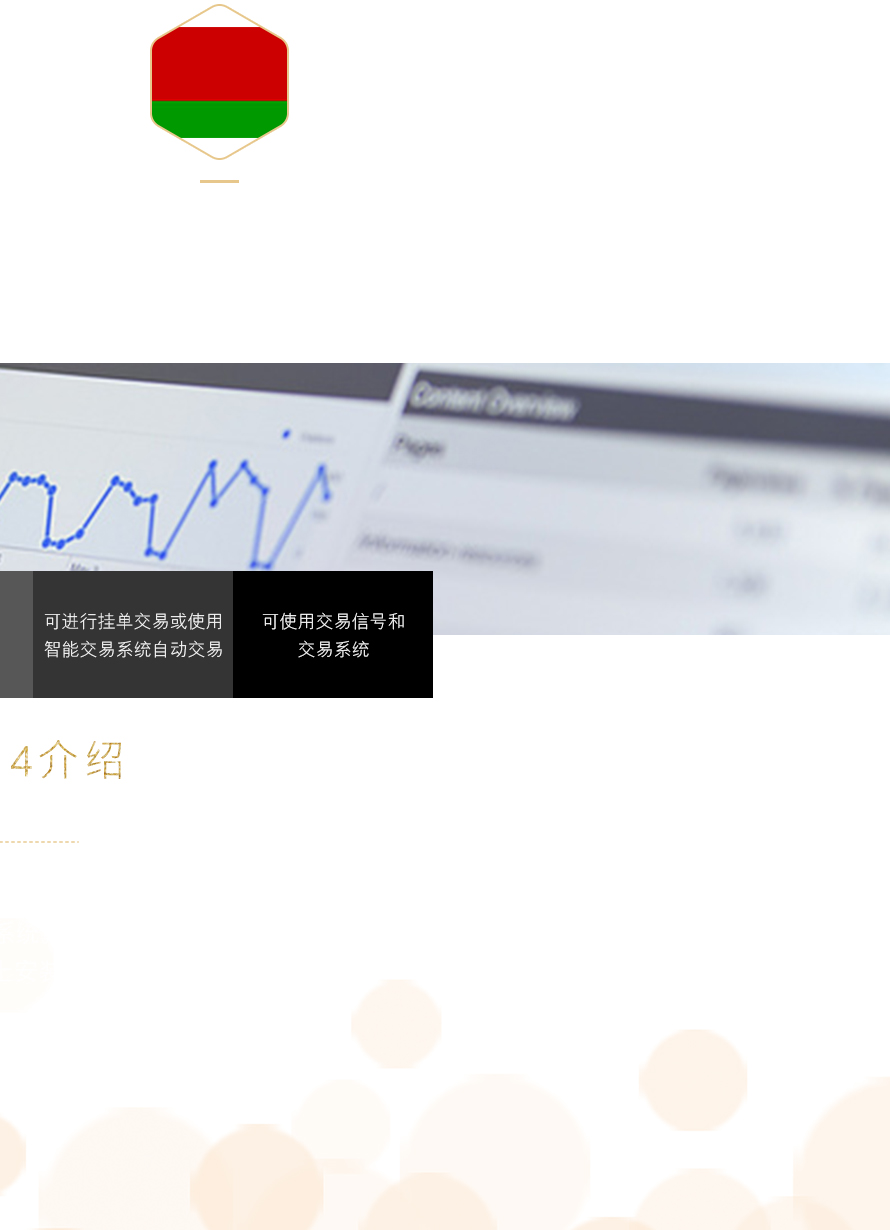 Content Overview
Pages
可进行挂单交易或使用
智能交易系统自动交易
可使用交易信号和
交易系统
4介绍